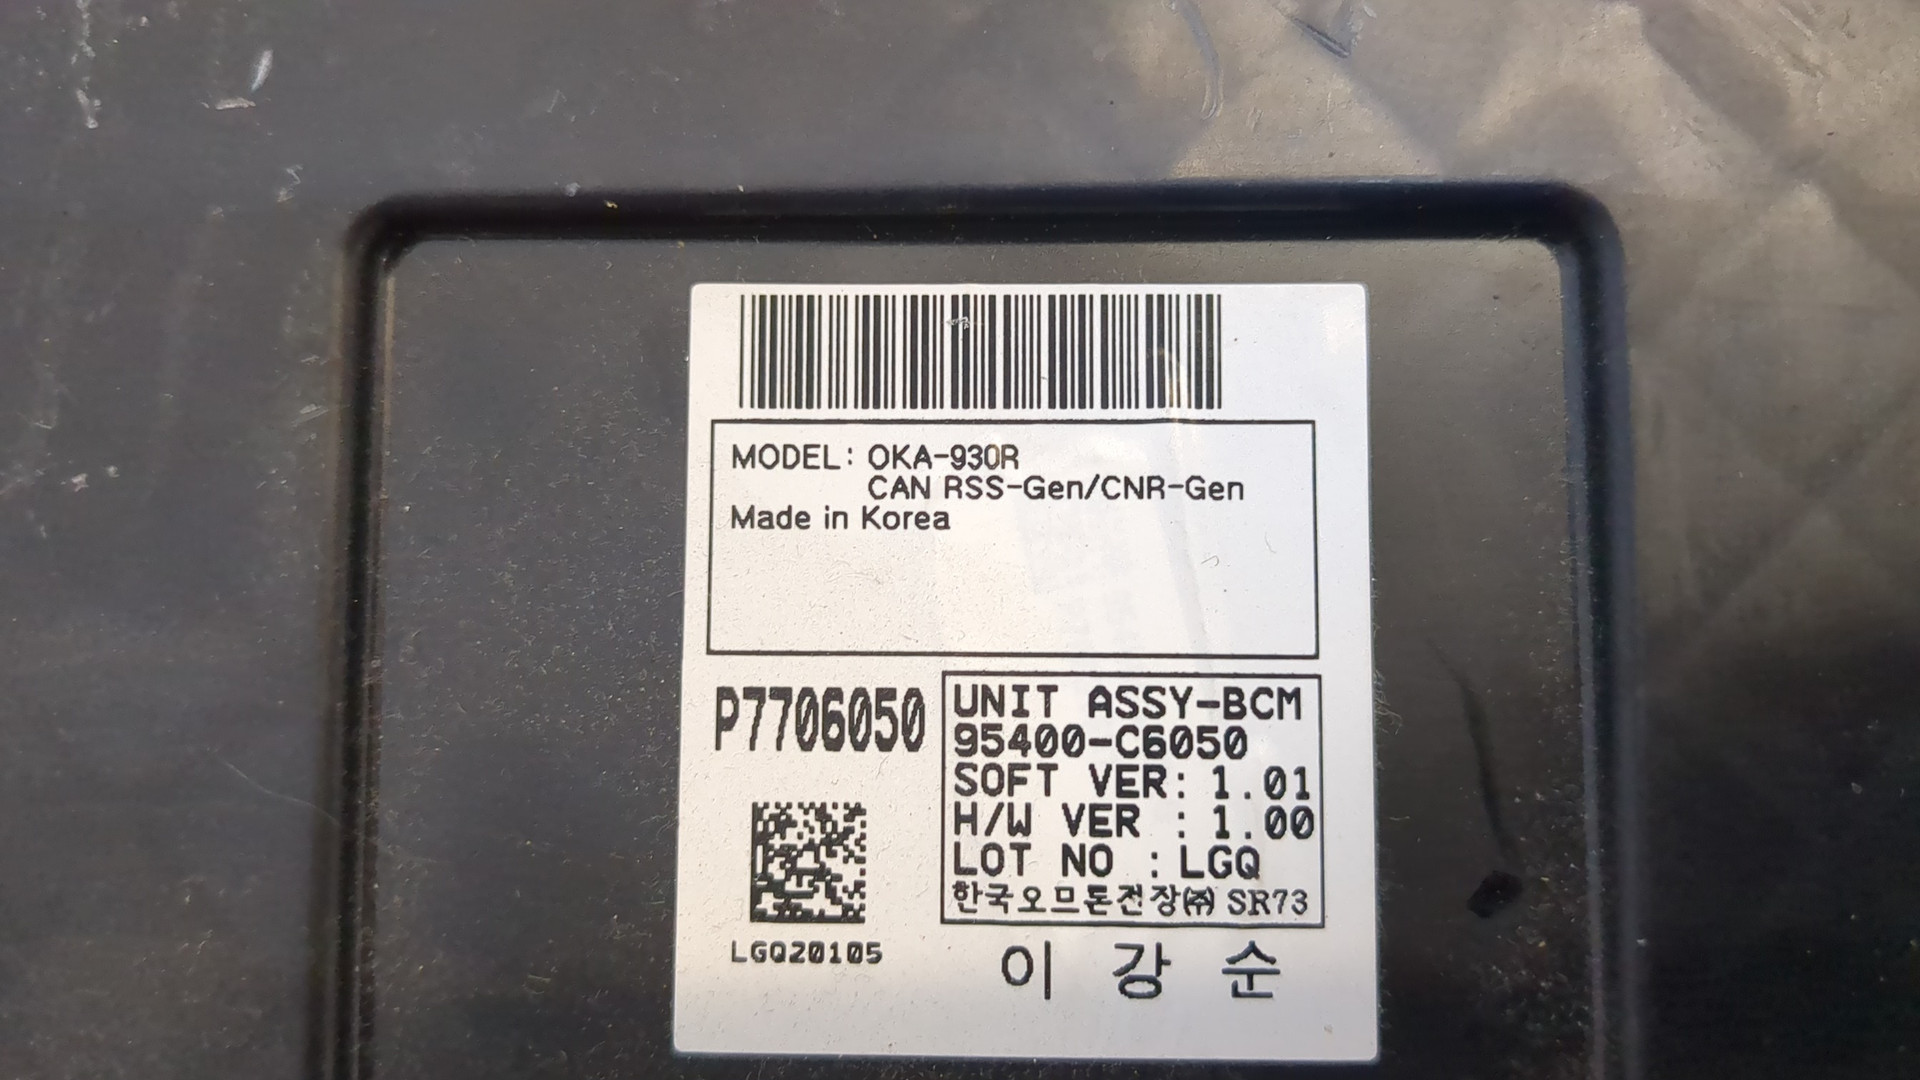 MODEL: OKA-930R
CAN RSS-Gen/CNR-Gen
Made in Korea
P7706050
UNIT ASSY-BCM
95400-C6050
SOFT VER: 1.01
H/W VER : 1.00
LOT NO : LGQ
한국오므론전장㈜ SR73
LGQ20105
이 강 순